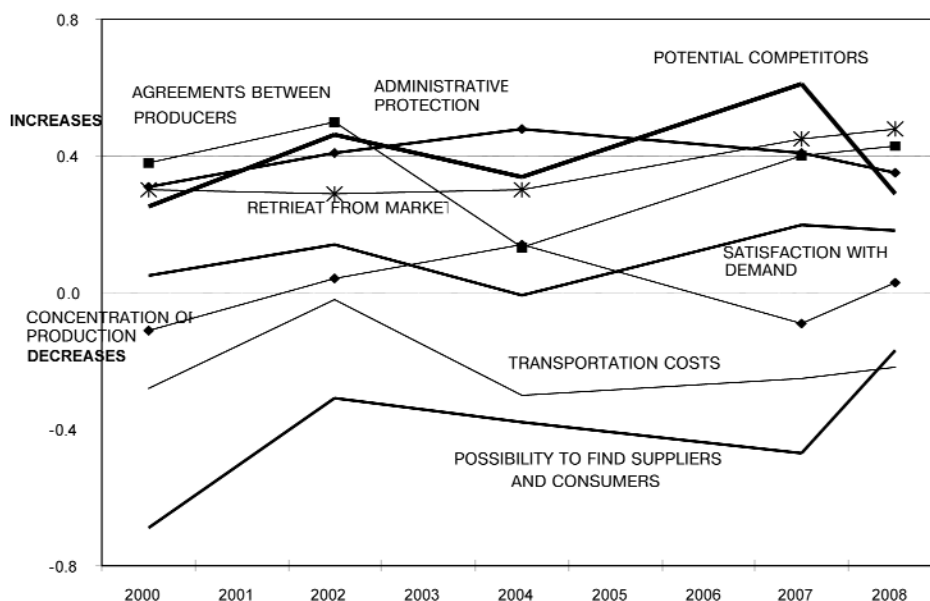 0.8
POTENTIAL COMPETITORS
ADMINISTRATIVE
PROTECTION
AGREEMENTS BETWEEN
PRODUCERS
INCREASES
0.4
RETRIEAT FROM MARKET
SATISFACTION WITH
DEMAND
0.0
CONCENTRATION OF
PRODUCTION
DECREASES
TRANSPORTATION COSTS
-0.4
POSSIBILITY TO FIND SUPPLIERS
AND CONSUMERS
-0.8
2000 2001 2002 2004 2005 2006 2007 2008